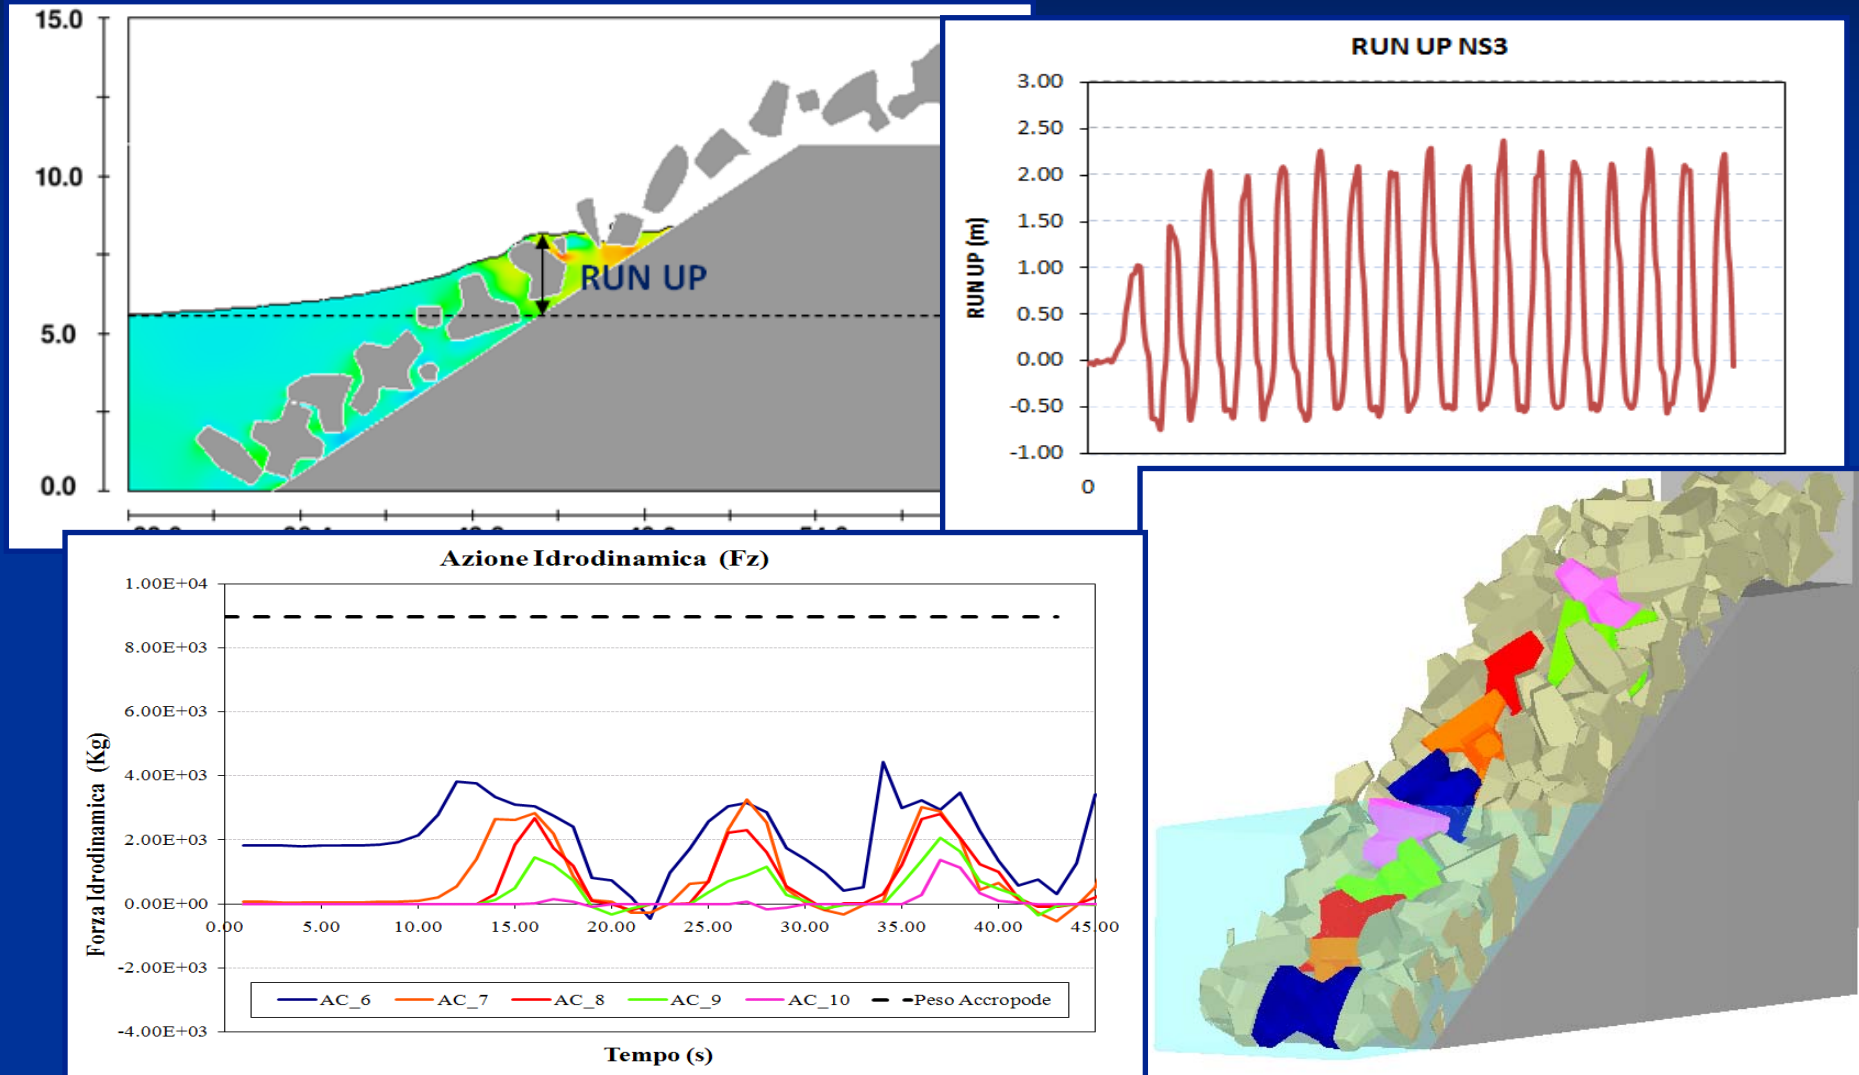 15.0
10.0
5.0
0.0
RUN UP
RUN UP NS3
RUN UP (m)
3.00
2.50
2.00
1.50
1.00
0.50
0.00
-0.50
-1.00
0
Azione Idrodinamica (Fz)
Forza Idrodinamica (Kg)
1.00E+04
8.00E+03
6.00E+03
4.00E+03
2.00E+03
0.00E+00
-2.00E+03
-4.00E+03
0.00 5.00 10.00 15.00 20.00 25.00 30.00 35.00 40.00 45.00
AC_6 AC_7 AC_8 AC_9 AC_10 Peso Accropode
Tempo (s)